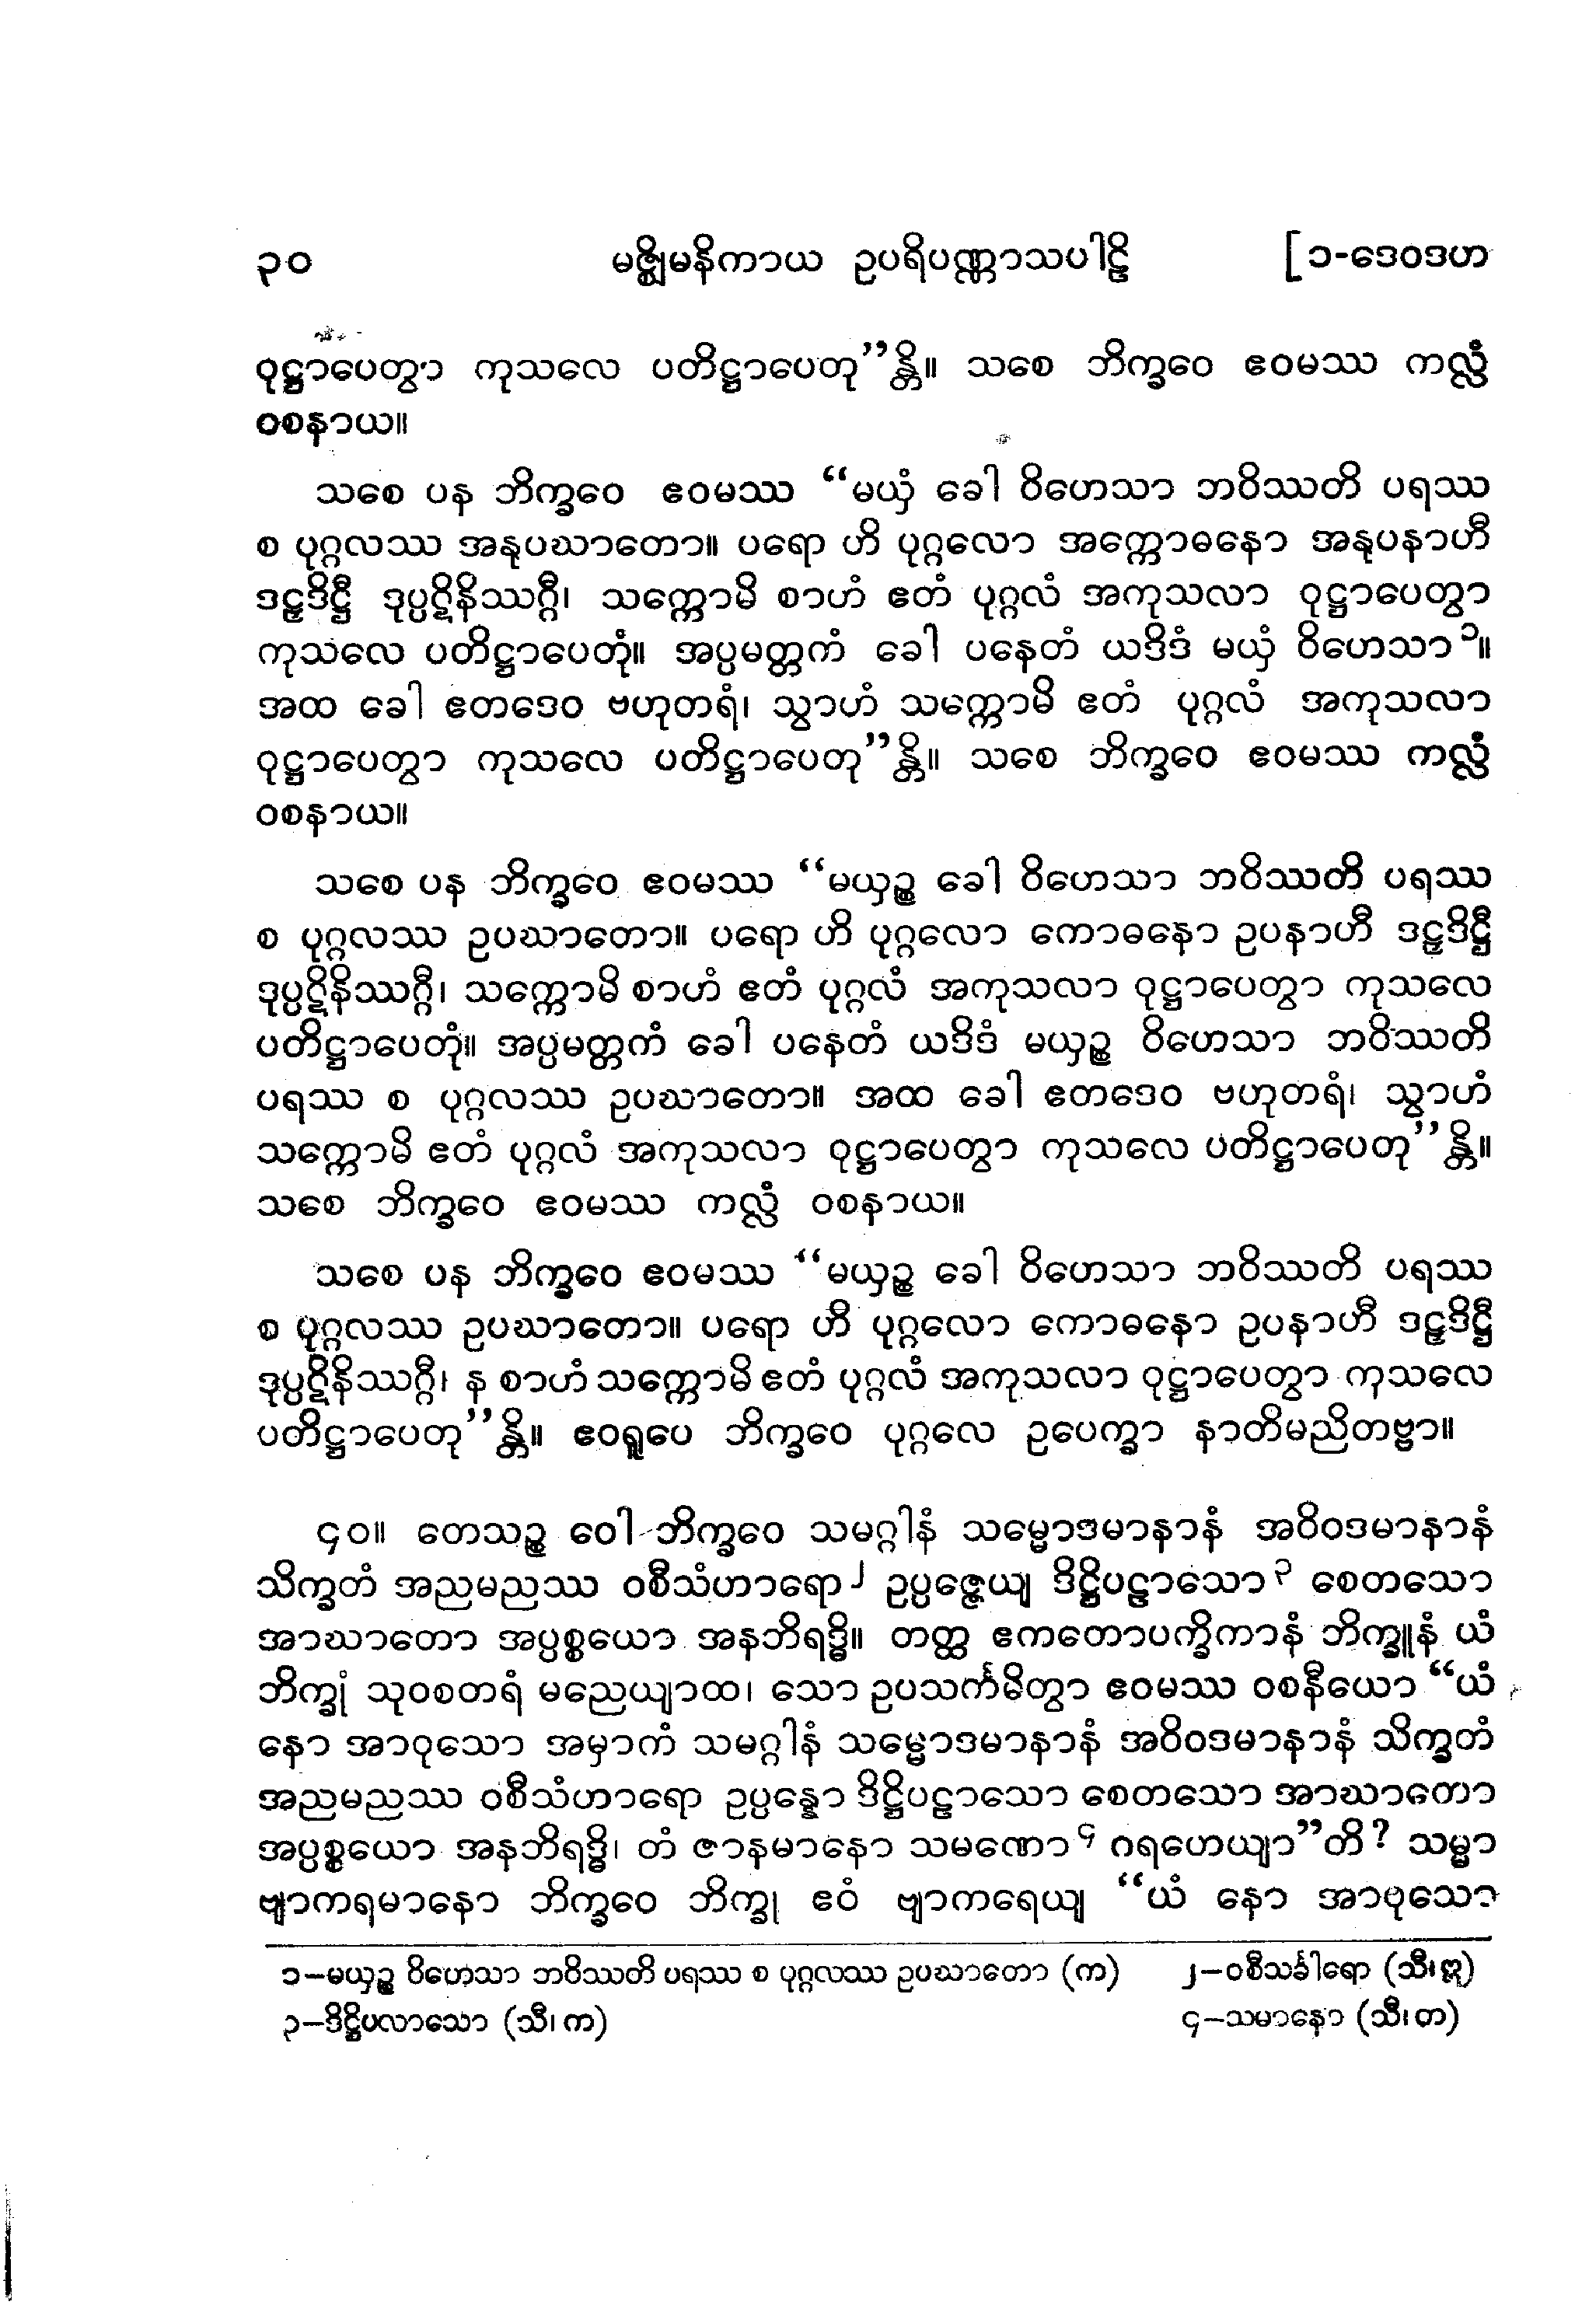 ၃၀ မဇ္ဈိမနိကာယ ဥပရိပဏ္ဏာသပါဠိ [၁-ဒေဝဒဟ
ဝုဋ္ဌာပေတွာ ကုသလေ ပတိဋ္ဌာပေတု”န္တိ။ သစေ ဘိက္ခဝေ ဧဝမဿ ကလ္လံ
ဝစနာယ။
သစေ ပန ဘိက္ခဝေ ဧဝမဿ “မယှံ ခေါ ဝိဟေသာ ဘဝိဿတိ ပရဿ
စ ပုဂ္ဂလဿ အနုပဃာတော။ ပရော ဟိ ပုဂ္ဂလော အက္ကောဓနော အနုပနာဟီ
ဒဠှဒိဋ္ဌီ ဒုပ္ပဋိနိဿဂ္ဂီ၊ သက္ကောမိ စာဟံ ဧတံ ပုဂ္ဂလံ အကုသလာ ဝုဋ္ဌာပေတွာ
ကုသလေ ပတိဋ္ဌာပေတုံ။ အပ္ပမတ္တကံ ခေါ ပနေတံ ယဒိဒံ မယှံ ဝိဟေသာ၁။
အထ ခေါ ဧတဒေဝ ဗဟုတရံ၊ သွာဟံ သက္ကောမိ ဧတံ ပုဂ္ဂလံ အကုသလာ
ဝုဋ္ဌာပေတွာ ကုသလေ ပတိဋ္ဌာပေတု”န္တိ။ သစေ ဘိက္ခဝေ ဧဝမဿ ကလ္လံ
ဝစနာယ။
သစေ ပန ဘိက္ခဝေ ဧဝမဿ “မယှဉ္စ ခေါ ဝိဟေသာ ဘဝိဿတိ ပရဿ
စ ပုဂ္ဂလဿ ဥပဃာတော။ ပရော ဟိ ပုဂ္ဂလော ကောဓနော ဥပနာဟီ ဒဠှဒိဋ္ဌီ
ဒုပ္ပဋိနိဿဂ္ဂီ၊ သက္ကောမိ စာဟံ ဧတံ ပုဂ္ဂလံ အကုသလာ ဝုဋ္ဌာပေတွာ ကုသလေ
ပတိဋ္ဌာပေတုံ။ အပ္ပမတ္တကံ ခေါ ပနေတံ ယဒိဒံ မယှဉ္စ ဝိဟေသာ ဘဝိဿတိ
ပရဿ စ ပုဂ္ဂလဿ ဥပဃာတော။ အထ ခေါ ဧတဒေဝ ဗဟုတရံ၊ သွာဟံ
သက္ကောမိ ဧတံ ပုဂ္ဂလံ အကုသလာ ဝုဋ္ဌာပေတွာ ကုသလေ ပတိဋ္ဌာပေတု”န္တိ။
သစေ ဘိက္ခဝေ ဧဝမဿ ကလ္လံ ဝစနာယ။
သစေ ပန ဘိက္ခဝေ ဧဝမဿ “မယှဉ္စ ခေါ ဝိဟေသာ ဘဝိဿတိ ပရဿ
စ ပုဂ္ဂလဿ ဥပဃာတော။ ပရော ဟိ ပုဂ္ဂလော ကောဓနော ဥပနာဟီ ဒဠှဒိဋ္ဌီ
ဒုပ္ပဋိနိဿဂ္ဂီ၊ န စာဟံ သက္ကောမိ ဧတံ ပုဂ္ဂလံ အကုသလာ ဝုဋ္ဌာပေတွာ ကုသလေ
ပတိဋ္ဌာပေတု”န္တိ။ ဧဝရူပေ ဘိက္ခဝေ ပုဂ္ဂလေ ဥပေက္ခာ နာတိမညိတဗ္ဗာ။
၄၀။ တေသဉ္စ ဝေါ ဘိက္ခဝေ သမဂ္ဂါနံ သမ္မောဒမာနာနံ အဝိဝဒမာနာနံ
သိက္ခတံ အညမညဿ ဝစီသံဟာရော၂ ဥပ္ပဇ္ဇေယျ ဒိဋ္ဌိပဠာသော၃ စေတသော
အာဃာတော အပ္ပစ္စယော အနဘိရဒ္ဓိ။ တတ္ထ ဧကတောပက္ခိကာနံ ဘိက္ခူနံ ယံ
ဘိက္ခုံ သုဝစတရံ မညေယျာထ၊ သော ဥပသင်္ကမိတွာ ဧဝမဿ ဝစနီယော “ယံ
နော အာဝုသော အမှာကံ သမဂ္ဂါနံ သမ္မောဒမာနာနံ အဝိဝဒမာနာနံ သိက္ခတံ
အညမညဿ ဝစီသံဟာရော ဥပ္ပန္နော ဒိဋ္ဌိပဠာသော စေတသော အာဃာတော
အပ္ပစ္စယော အနဘိရဒ္ဓိ၊ တံ ဇာနမာနော သမဏော၄ ဂရဟေယျာ”တိ? သမ္မာ
ဗျာကရမာနော ဘိက္ခဝေ ဘိက္ခု ဧဝံ ဗျာကရေယျ “ယံ နော အာဝုသော
၁−မယှဉ္စ ဝိဟေသာ ဘဝိဿတိ ပရဿ စ ပုဂ္ဂလဿ ဥပဃာတော (က) ၂−ဝစီသင်္ခါရော (သီ၊ ဣ)
၃−ဒိဋ္ဌိပလာသော (သီ၊ က) ၄−သမာနော (သီ၊ တ)